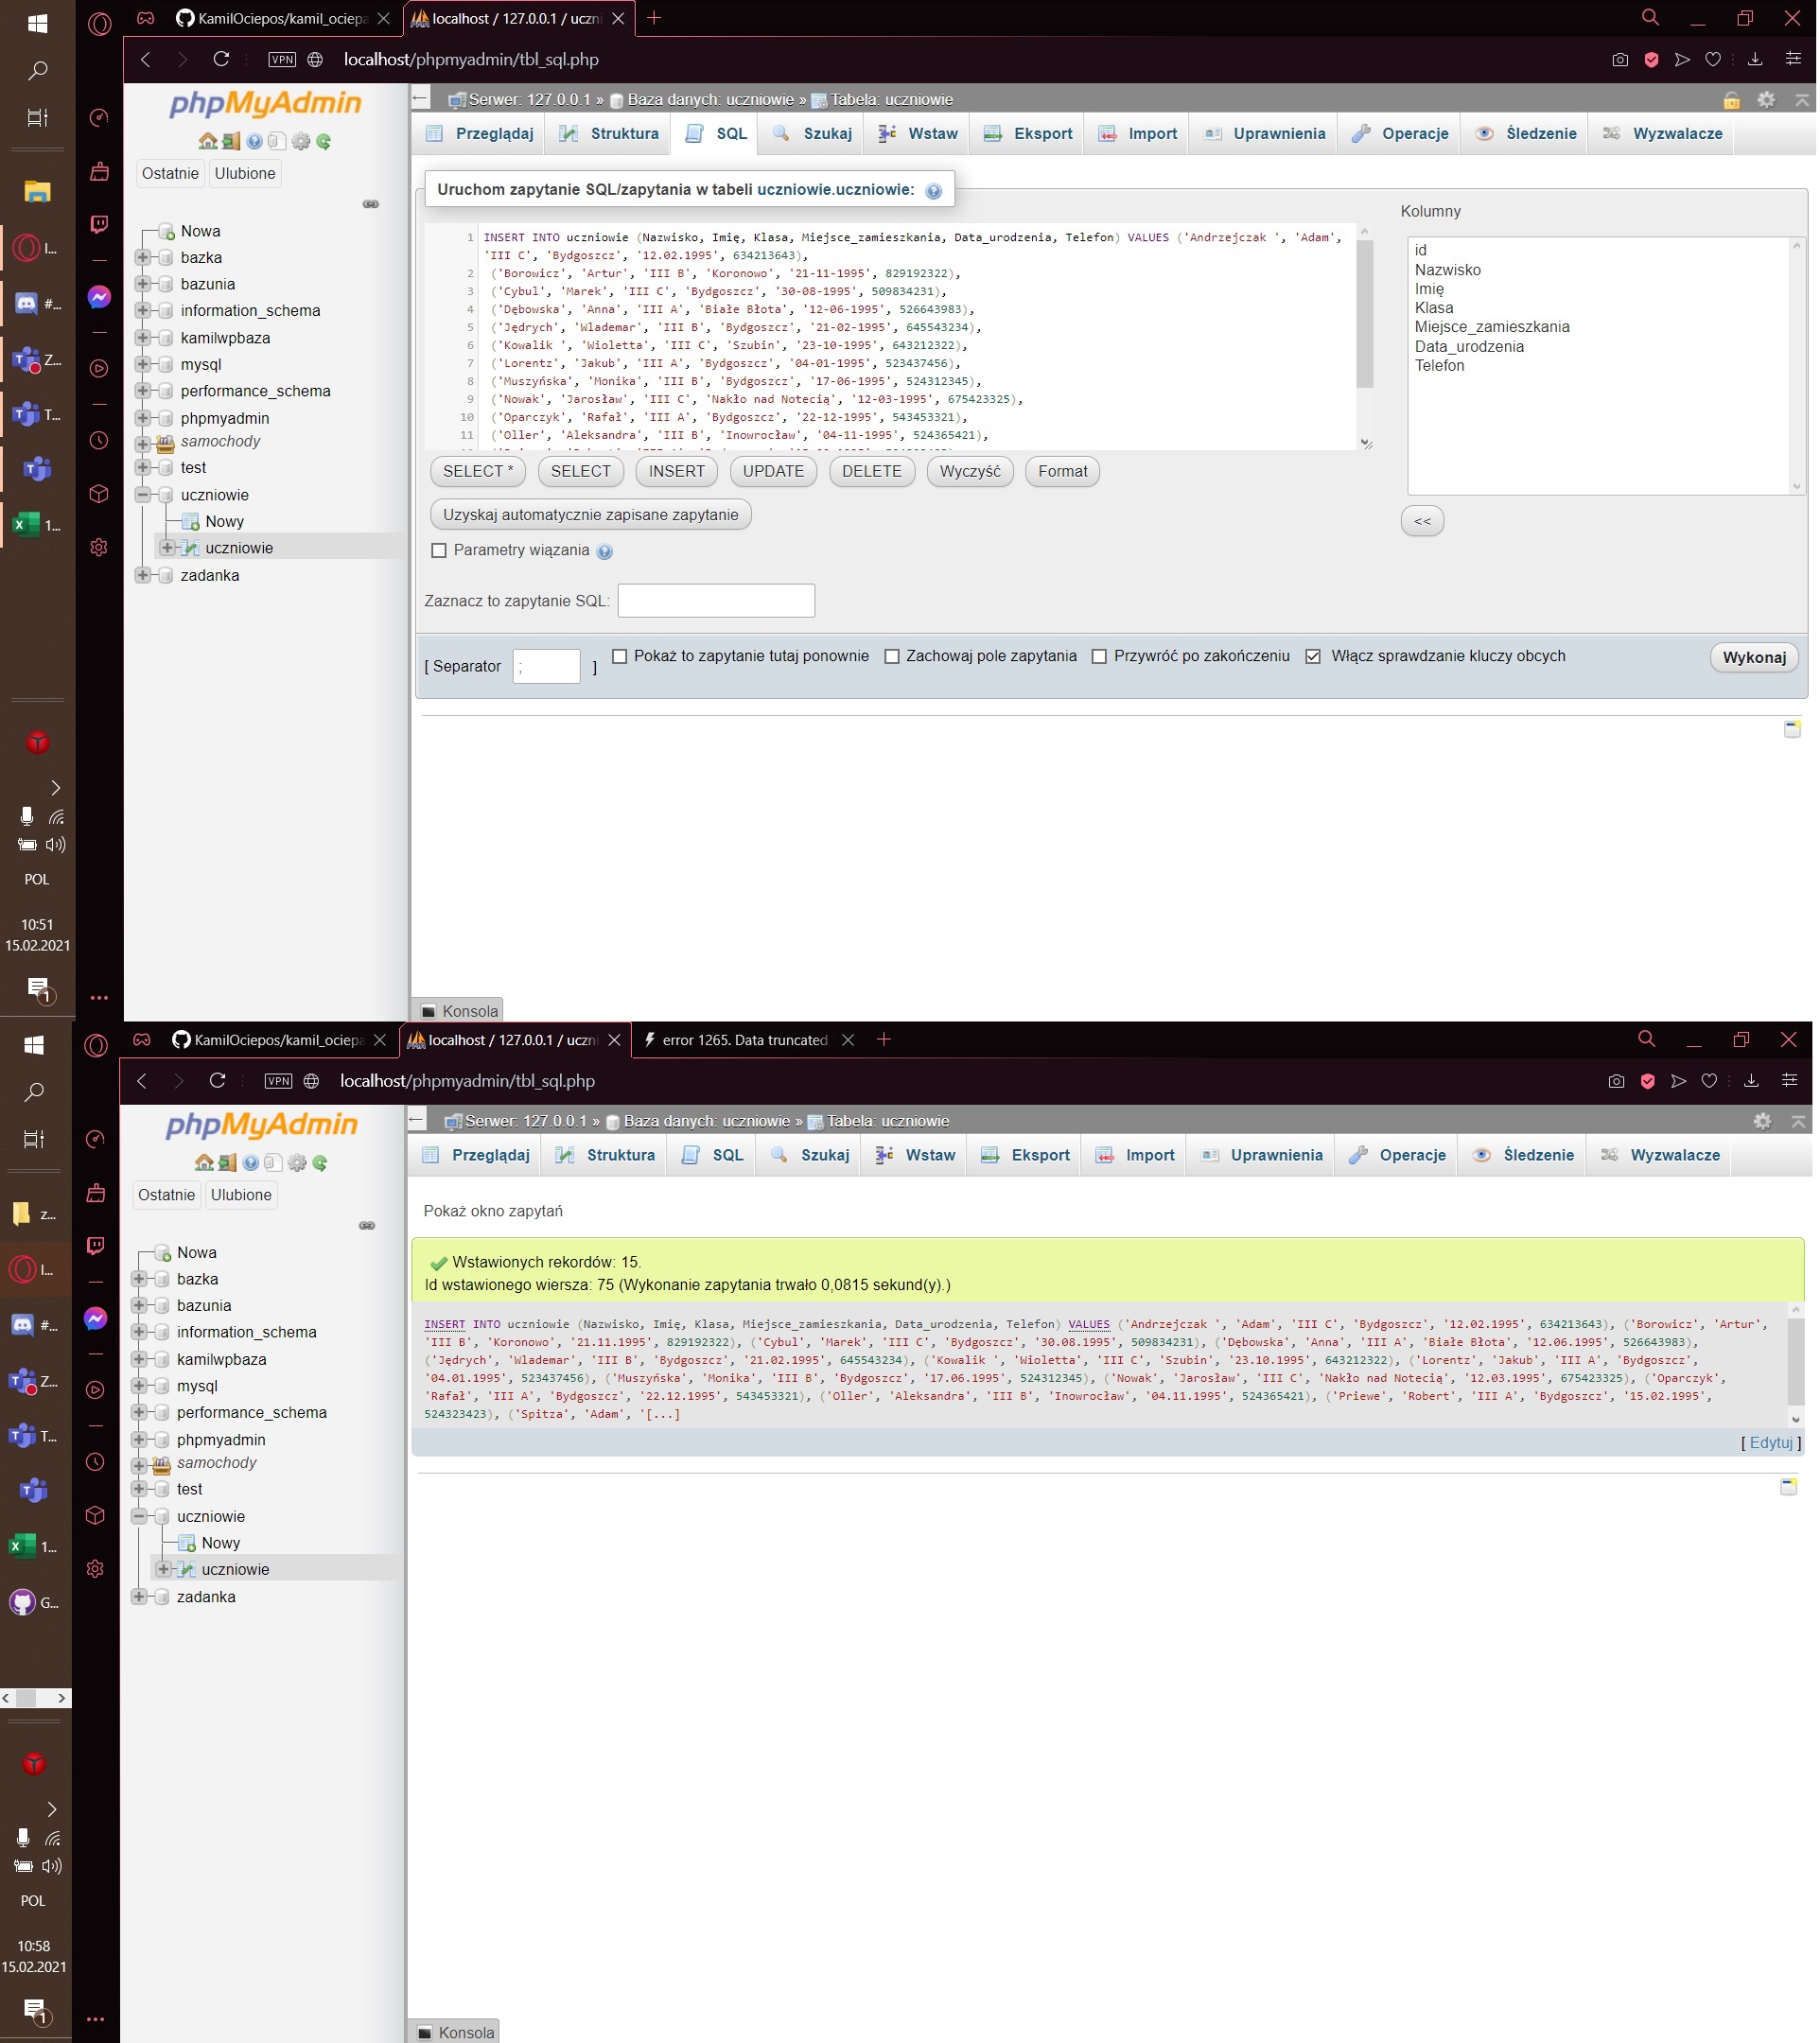 KamilOciepos/kamil_ociepa
localhost / 127.0.0.1 / uczni
VPN
localhost/phpmyadmin/tbl_sql.php
phpMyAdmin
Ostatnie
Ulubione
Nowa
bazka
bazunia
information_schema
kamilwpbaza
mysql
performance_schema
phpmyadmin
samochody
test
uczniowie
Nowy
uczniowie
zadanka
I...
#...
Z...
T...
1...
POL
10:51
15.02.2021
1
Serwer: 127.0.0.1 » Baza danych: uczniowie » Tabela: uczniowie
Przeglądaj
Struktura
SQL
Szukaj
Wstaw
Eksport
Import
Uprawnienia
Operacje
Śledzenie
Wyzwalacze
Uruchom zapytanie SQL/zapytania w tabeli uczniowie.uczniowie:
1 INSERT INTO uczniowie (Nazwisko, Imię, Klasa, Miejsce_zamieszkania, Data_urodzenia, Telefon) VALUES ('Andrzejczak ', 'Adam',
'III C', 'Bydgoszcz', '12.02.1995', 634213643),
2 ('Borowicz', 'Artur', 'III B', 'Koronowo', '21-11-1995', 829192322),
3 ('Cybul', 'Marek', 'III C', 'Bydgoszcz', '30-08-1995', 509834231),
4 ('Dębowska', 'Anna', 'III A', 'Białe Błota', '12-06-1995', 526643983),
5 ('Jędrych', 'Wlademar', 'III B', 'Bydgoszcz', '21-02-1995', 645543234),
6 ('Kowalik ', 'Wioletta', 'III C', 'Szubin', '23-10-1995', 643212322),
7 ('Lorentz', 'Jakub', 'III A', 'Bydgoszcz', '04-01-1995', 523437456),
8 ('Muszyńska', 'Monika', 'III B', 'Bydgoszcz', '17-06-1995', 524312345),
9 ('Nowak', 'Jarosław', 'III C', 'Nakło nad Notecią', '12-03-1995', 675423325),
10 ('Oparczyk', 'Rafał', 'III A', 'Bydgoszcz', '22-12-1995', 543453321),
11 ('Oller', 'Aleksandra', 'III B', 'Inowrocław', '04-11-1995', 524365421),
Kolumny
id
Nazwisko
Imię
Klasa
Miejsce_zamieszkania
Data_urodzenia
Telefon
<<
SELECT *
SELECT
INSERT
UPDATE
DELETE
Wyczyść
Format
Uzyskaj automatycznie zapisane zapytanie
Parametry wiązania
Zaznacz to zapytanie SQL:
[ Separator ; ]
Pokaż to zapytanie tutaj ponownie
Zachowaj pole zapytania
Przywróć po zakończeniu
Włącz sprawdzanie kluczy obcych
Wykonaj
Konsola
KamilOciepos/kamil_ociepa
localhost / 127.0.0.1 / uczni
error 1265. Data truncated
VPN
localhost/phpmyadmin/tbl_sql.php
phpMyAdmin
Ostatnie
Ulubione
Nowa
bazka
bazunia
information_schema
kamilwpbaza
mysql
performance_schema
phpmyadmin
samochody
test
uczniowie
Nowy
uczniowie
zadanka
z...
I...
#...
Z...
T...
1...
G...
POL
10:58
15.02.2021
1
Serwer: 127.0.0.1 » Baza danych: uczniowie » Tabela: uczniowie
Przeglądaj
Struktura
SQL
Szukaj
Wstaw
Eksport
Import
Uprawnienia
Operacje
Śledzenie
Wyzwalacze
Pokaż okno zapytań
Wstawionych rekordów: 15.
Id wstawionego wiersza: 75 (Wykonanie zapytania trwało 0,0815 sekund(y).)
INSERT INTO uczniowie (Nazwisko, Imię, Klasa, Miejsce_zamieszkania, Data_urodzenia, Telefon) VALUES ('Andrzejczak ', 'Adam', 'III C', 'Bydgoszcz', '12.02.1995', 634213643), ('Borowicz', 'Artur',
'III B', 'Koronowo', '21.11.1995', 829192322), ('Cybul', 'Marek', 'III C', 'Bydgoszcz', '30.08.1995', 509834231), ('Dębowska', 'Anna', 'III A', 'Białe Błota', '12.06.1995', 526643983),
('Jędrych', 'Wlademar', 'III B', 'Bydgoszcz', '21.02.1995', 645543234), ('Kowalik ', 'Wioletta', 'III C', 'Szubin', '23.10.1995', 643212322), ('Lorentz', 'Jakub', 'III A', 'Bydgoszcz',
'04.01.1995', 523437456), ('Muszyńska', 'Monika', 'III B', 'Bydgoszcz', '17.06.1995', 524312345), ('Nowak', 'Jarosław', 'III C', 'Nakło nad Notecią', '12.03.1995', 675423325), ('Oparczyk',
'Rafał', 'III A', 'Bydgoszcz', '22.12.1995', 543453321), ('Oller', 'Aleksandra', 'III B', 'Inowrocław', '04.11.1995', 524365421), ('Priewe', 'Robert', 'III A', 'Bydgoszcz', '15.02.1995',
524323423), ('Spitza', 'Adam', '[...]
[ Edytuj ]
Konsola